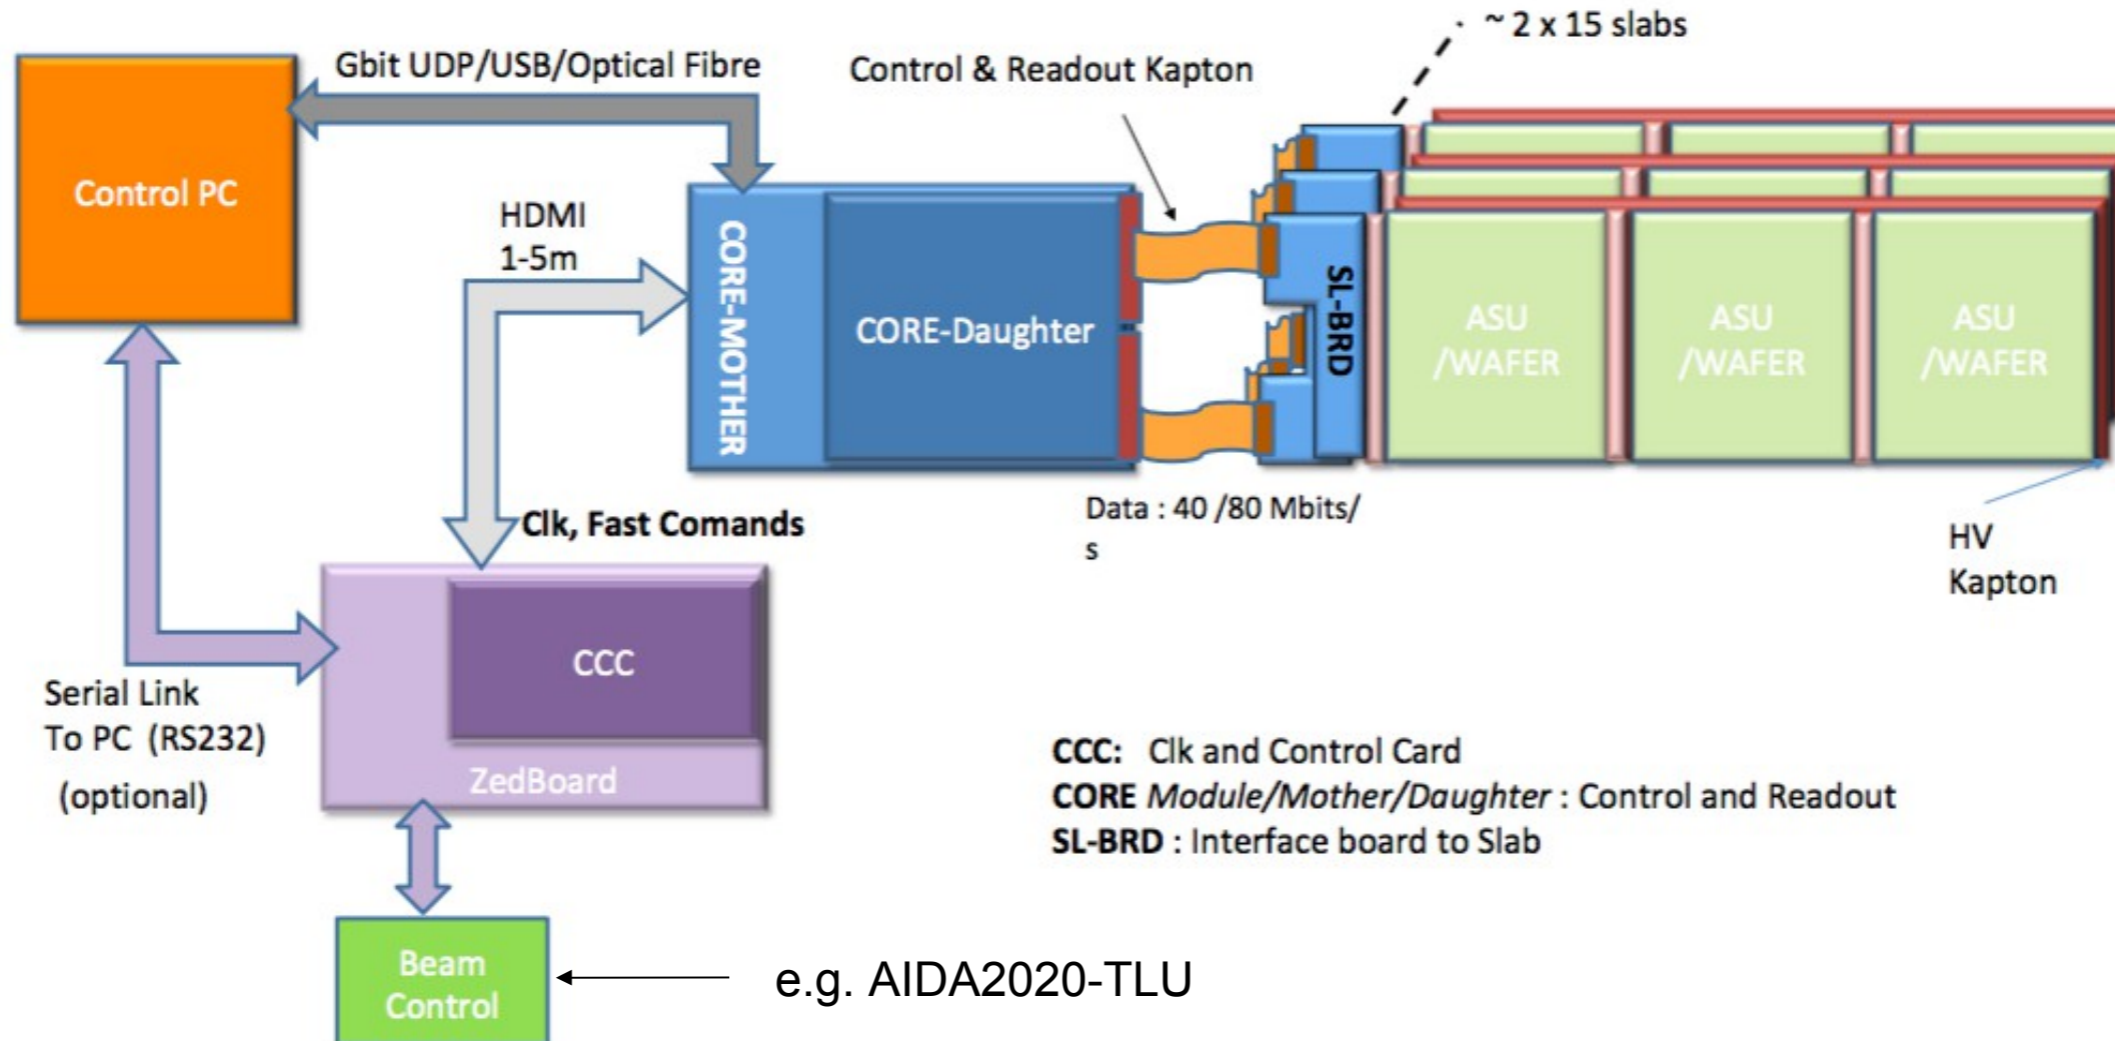 ~ 2 x 15 slabs
Gbit UDP/USB/Optical Fibre
Control & Readout Kapton
Control PC
HDMI
1-5m
CORE-MOTHER
CORE-Daughter
SL-BRD
ASU
/WAFER
ASU
/WAFER
ASU
/WAFER
Clk, Fast Comands
Data : 40 /80 Mbits/
s
HV
Kapton
CCC
ZedBoard
Serial Link
To PC (RS232)
(optional)
CCC: Clk and Control Card
CORE Module/Mother/Daughter : Control and Readout
SL-BRD : Interface board to Slab
Beam
Control
e.g. AIDA2020-TLU